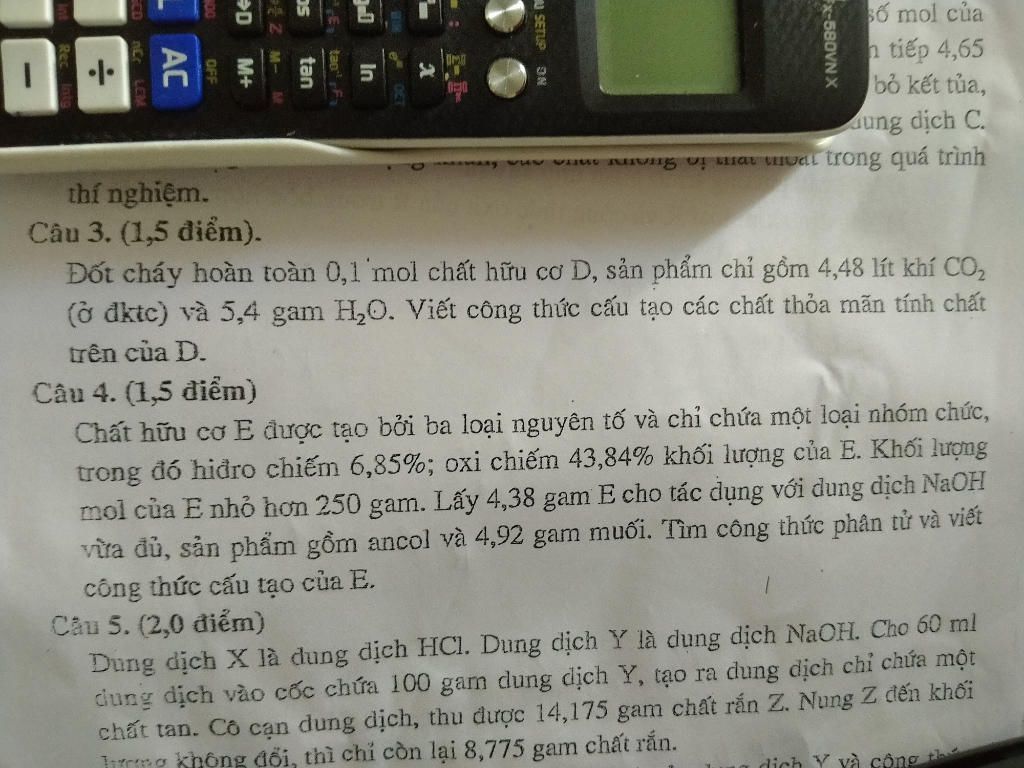 số mol của
tiếp 4,65
bỏ kết tủa,
dung dịch C.
trong quá trình
thí nghiệm.
Câu 3. (1,5 điểm).
Đốt cháy hoàn toàn 0,1 mol chất hữu cơ D, sản phẩm chỉ gồm 4,48 lít khí CO₂
(ở đktc) và 5,4 gam H₂O. Viết công thức cấu tạo các chất thỏa mãn tính chất
trên của D.
Câu 4. (1,5 điểm)
Chất hữu cơ E được tạo bởi ba loại nguyên tố và chỉ chứa một loại nhóm chức,
trong đó hiđro chiếm 6,85%; oxi chiếm 43,84% khối lượng của E. Khối lượng
mol của E nhỏ hơn 250 gam. Lấy 4,38 gam E cho tác dụng với dung dịch NaOH
vừa đủ, sản phẩm gồm ancol và 4,92 gam muối. Tìm công thức phân tử và viết
công thức cấu tạo của E.
Câu 5. (2,0 điểm)
Dung dịch X là dung dịch HCl. Dung dịch Y là dung dịch NaOH. Cho 60 ml
dung dịch vào cốc chứa 100 gam dung dịch Y, tạo ra dung dịch chỉ chứa một
chất tan. Cô cạn dung dịch, thu được 14,175 gam chất rắn Z. Nung Z đến khối
lượng không đổi, thì chỉ còn lại 8,775 gam chất rắn.
dịch Y và công
AC
OFF
M+
M−
M
tan
ln
x
÷
−
SETUP
ON
fx-580VN X